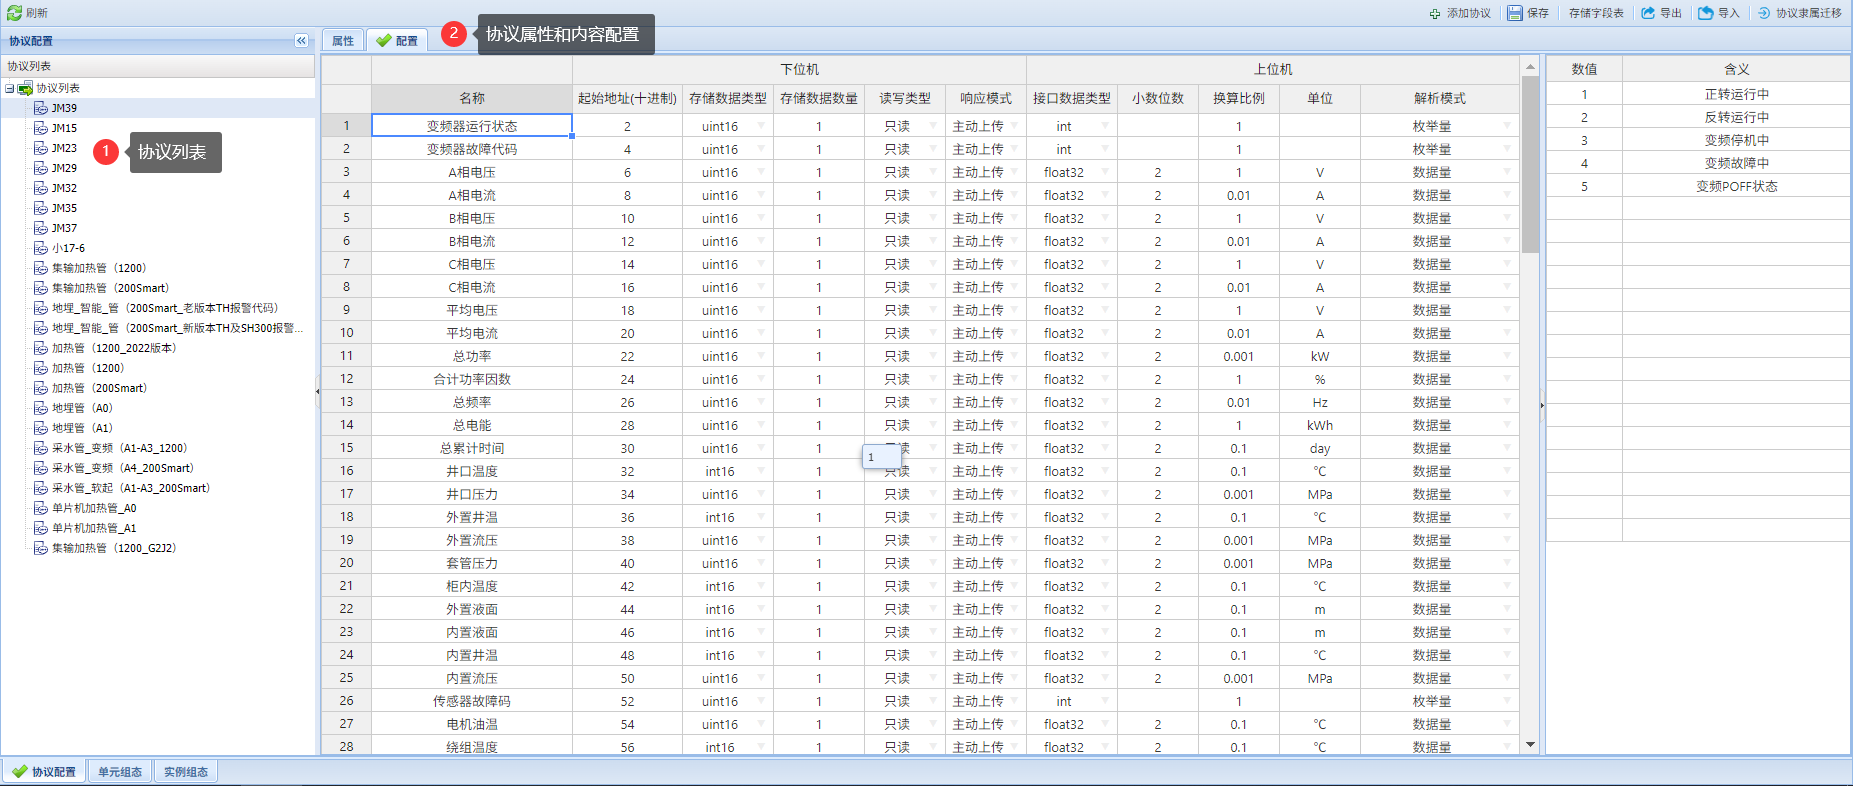 刷新 添加协议 保存 存储字段表 导出 导入 协议隶属迁移
协议配置
协议列表
协议列表
JM39
JM15
JM23
JM29
JM32
JM35
JM37
小17-6
集输加热管（1200）
集输加热管（200Smart）
地埋_智能_管（200Smart_老版本TH报警代码）
地埋_智能_管（200Smart_新版本TH及SH300报警...
加热管（1200_2022版本）
加热管（1200）
加热管（200Smart）
地埋管（A0）
地埋管（A1）
采水管_变频（A1-A3_1200）
采水管_变频（A4_200Smart）
采水管_软起（A1-A3_200Smart）
单片机加热管_A0
单片机加热管_A1
集输加热管（1200_G2J2）
1 协议列表
属性 配置
2 协议属性和内容配置
下位机 上位机
名称 起始地址(十进制) 存储数据类型 存储数据数量 读写类型 响应模式 接口数据类型 小数位数 换算比例 单位 解析模式
1 变频器运行状态 2 uint16 1 只读 主动上传 int 1 枚举量
2 变频器故障代码 4 uint16 1 只读 主动上传 int 1 枚举量
3 A相电压 6 uint16 1 只读 主动上传 float32 2 1 V 数据量
4 A相电流 8 uint16 1 只读 主动上传 float32 2 0.01 A 数据量
5 B相电压 10 uint16 1 只读 主动上传 float32 2 1 V 数据量
6 B相电流 12 uint16 1 只读 主动上传 float32 2 0.01 A 数据量
7 C相电压 14 uint16 1 只读 主动上传 float32 2 1 V 数据量
8 C相电流 16 uint16 1 只读 主动上传 float32 2 0.01 A 数据量
9 平均电压 18 uint16 1 只读 主动上传 float32 2 1 V 数据量
10 平均电流 20 uint16 1 只读 主动上传 float32 2 0.01 A 数据量
11 总功率 22 uint16 1 只读 主动上传 float32 2 0.001 kW 数据量
12 合计功率因数 24 uint16 1 只读 主动上传 float32 2 1 % 数据量
13 总频率 26 uint16 1 只读 主动上传 float32 2 0.01 Hz 数据量
14 总电能 28 uint16 1 只读 主动上传 float32 2 1 kWh 数据量
15 总累计时间 30 uint16 1 读 主动上传 float32 2 0.1 day 数据量
1
16 井口温度 32 int16 1 只读 主动上传 float32 2 0.1 ℃ 数据量
17 井口压力 34 uint16 1 只读 主动上传 float32 2 0.001 MPa 数据量
18 外置井温 36 int16 1 只读 主动上传 float32 2 0.1 ℃ 数据量
19 外置流压 38 uint16 1 只读 主动上传 float32 2 0.001 MPa 数据量
20 套管压力 40 uint16 1 只读 主动上传 float32 2 0.001 MPa 数据量
21 柜内温度 42 int16 1 只读 主动上传 float32 2 0.1 ℃ 数据量
22 外置液面 44 int16 1 只读 主动上传 float32 2 0.1 m 数据量
23 内置液面 46 int16 1 只读 主动上传 float32 2 0.1 m 数据量
24 内置井温 48 int16 1 只读 主动上传 float32 2 0.1 ℃ 数据量
25 内置流压 50 uint16 1 只读 主动上传 float32 2 0.001 MPa 数据量
26 传感器故障码 52 uint16 1 只读 主动上传 int 1 枚举量
27 电机油温 54 uint16 1 只读 主动上传 float32 2 0.1 ℃ 数据量
28 绕组温度 56 int16 1 只读 主动上传 float32 2 0.1 ℃ 数据量
数值 含义
1 正转运行中
2 反转运行中
3 变频停机中
4 变频故障中
5 变频POFF状态
协议配置 单元组态 实例组态